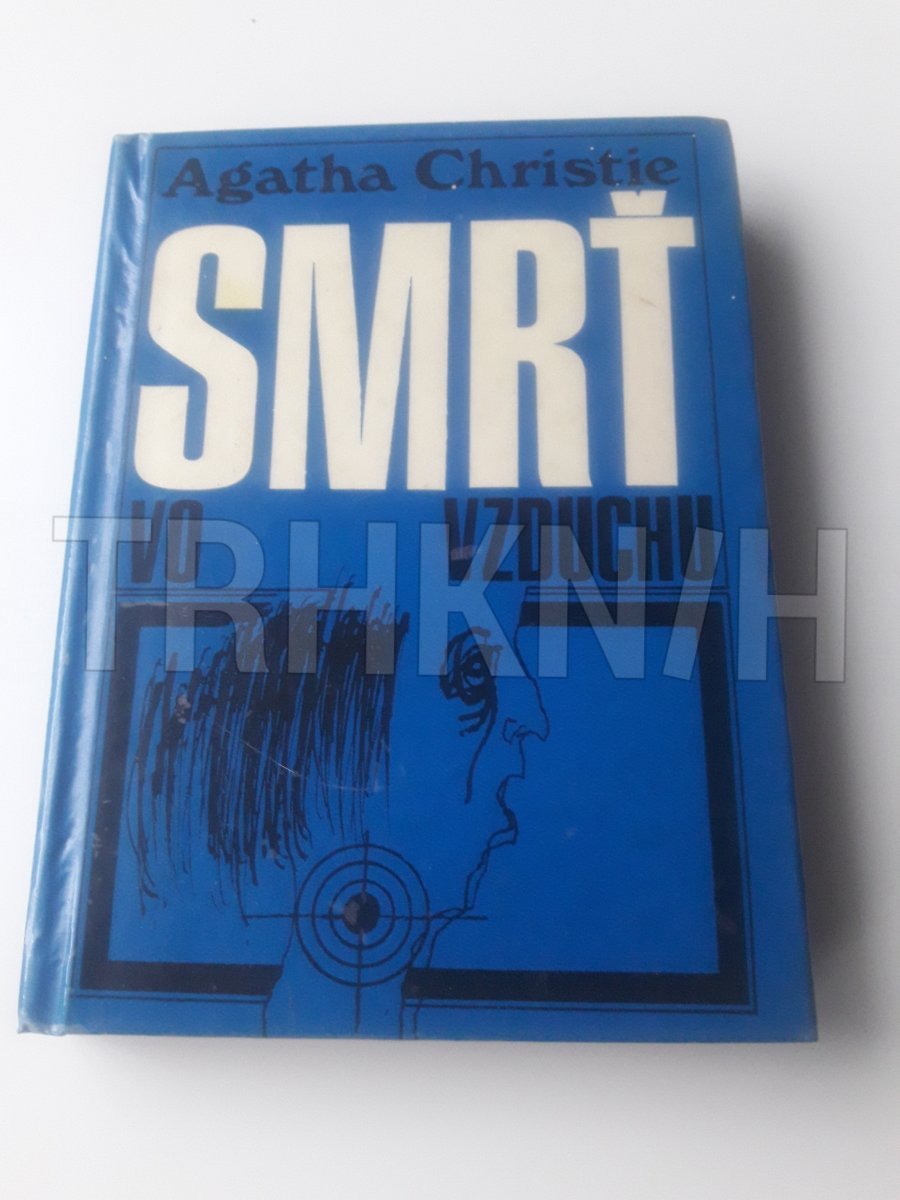 Agatha Christie
SMRŤ
VO VZDUCHU
TRHKNIH